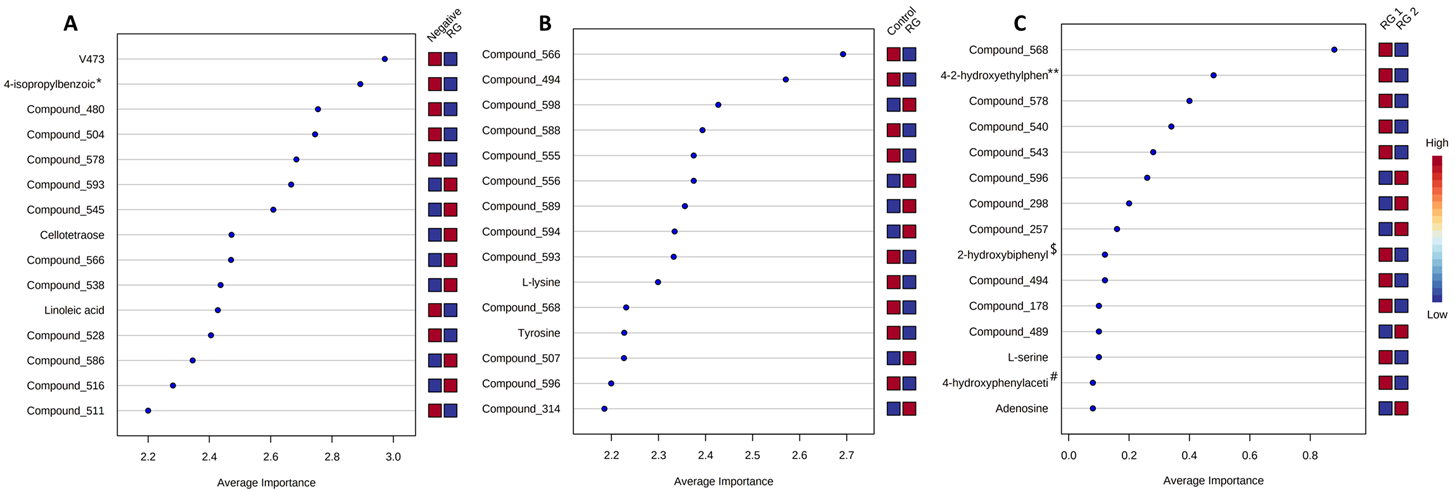 A
Negative
RG
V473
4-isopropylbenzoic*
Compound_480
Compound_504
Compound_578
Compound_593
Compound_545
Cellotetraose
Compound_566
Compound_538
Linoleic acid
Compound_528
Compound_586
Compound_516
Compound_511
2.2 2.4 2.6 2.8 3.0
Average Importance
B
Control
RG
Compound_566
Compound_494
Compound_598
Compound_588
Compound_555
Compound_556
Compound_589
Compound_594
Compound_593
L-lysine
Compound_568
Tyrosine
Compound_507
Compound_596
Compound_314
2.2 2.3 2.4 2.5 2.6 2.7
Average Importance
C
RG 1
RG 2
Compound_568
4-2-hydroxyethylphen**
Compound_578
Compound_540
Compound_543
Compound_596
Compound_298
Compound_257
2-hydroxybiphenyl$
Compound_494
Compound_178
Compound_489
L-serine
4-hydroxyphenylaceti#
Adenosine
0.0 0.2 0.4 0.6 0.8
Average Importance
High
Low